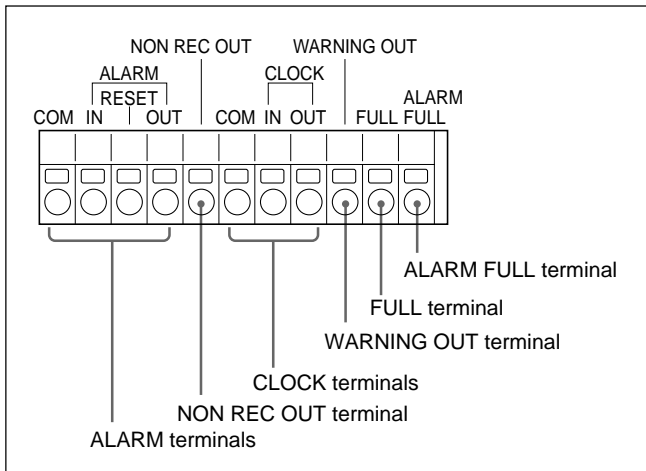 NON REC OUT WARNING OUT
ALARM CLOCK
RESET ALARM
COM IN OUT COM IN OUT FULL FULL
ALARM FULL terminal
FULL terminal
WARNING OUT terminal
CLOCK terminals
NON REC OUT terminal
ALARM terminals